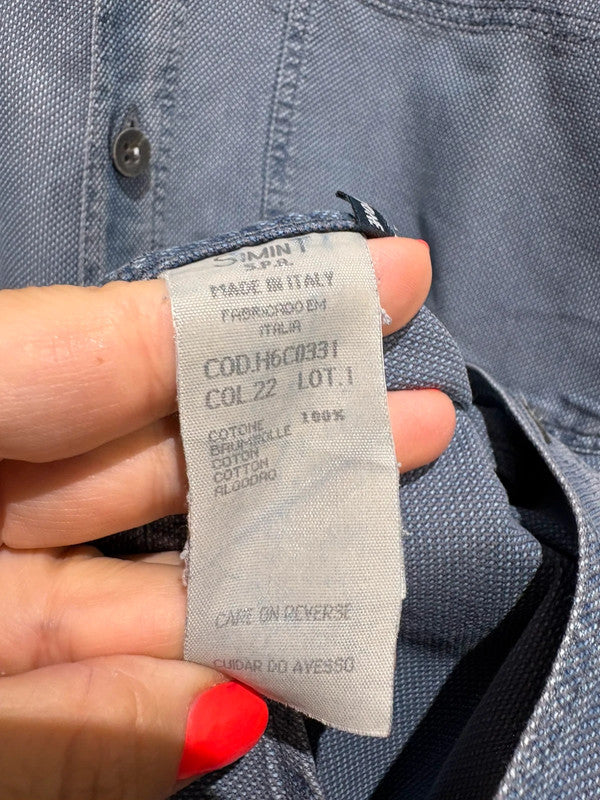 SIMINT
S.P.A.
MADE IN ITALY
FABRICADO EM
ITALIA
COD.H6C0331
COL.22 LOT.1
COTONE 100%
BAUMWOLLE
COTON
COTTON
ALGODAO
CARE ON REVERSE
CUIDAR DO AVESSO